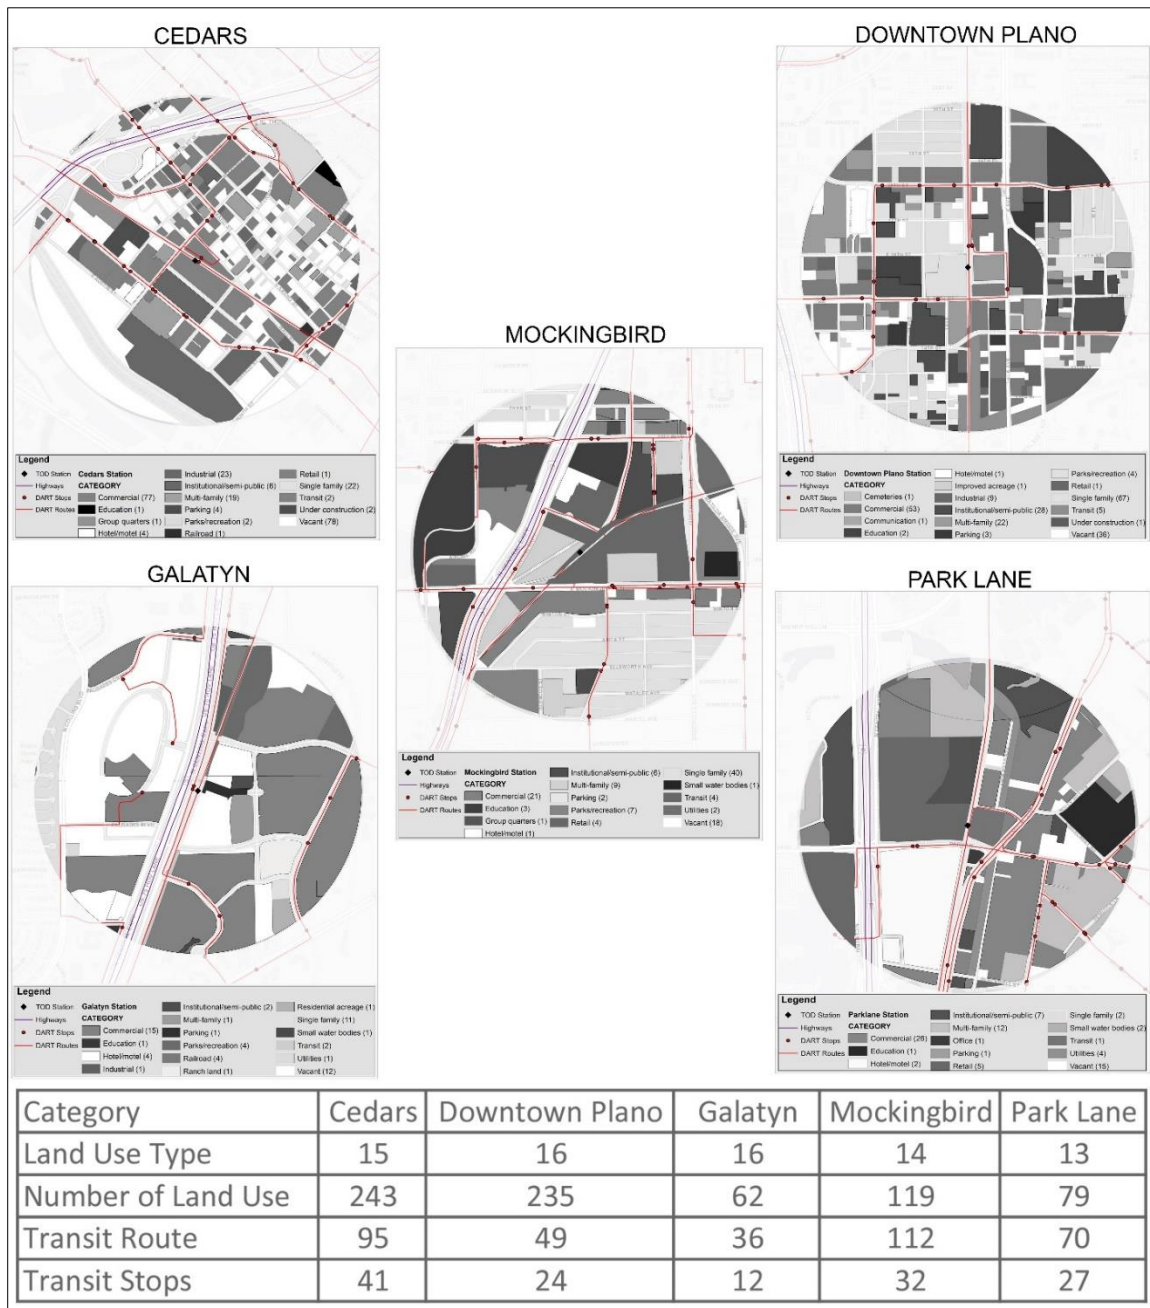 CEDARS
DOWNTOWN PLANO
MOCKINGBIRD
GALATYN
PARK LANE
Legend
TOD Station
Highways
DART Stops
DART Routes
Cedars Station
CATEGORY
Commercial (77)
Education (1)
Group quarters (1)
Hotel/motel (4)
Industrial (23)
Institutional/semi-public (6)
Multi-family (19)
Parking (4)
Parks/recreation (2)
Railroad (1)
Retail (1)
Single family (22)
Transit (2)
Under construction (2)
Vacant (78)
Legend
TOD Station
Highways
DART Stops
DART Routes
Downtown Plano Station
CATEGORY
Cemeteries (1)
Commercial (53)
Communication (1)
Education (2)
Hotel/motel (1)
Improved acreage (1)
Industrial (9)
Institutional/semi-public (28)
Multi-family (22)
Parking (3)
Parks/recreation (4)
Retail (1)
Single family (67)
Transit (5)
Under construction (1)
Vacant (36)
Legend
TOD Station
Highways
DART Stops
DART Routes
Mockingbird Station
CATEGORY
Commercial (21)
Education (3)
Group quarters (1)
Hotel/motel (1)
Institutional/semi-public (6)
Multi-family (9)
Parking (2)
Parks/recreation (7)
Retail (4)
Single family (40)
Small water bodies (1)
Transit (4)
Utilities (2)
Vacant (18)
Legend
TOD Station
Highways
DART Stops
DART Routes
Galatyn Station
CATEGORY
Commercial (15)
Education (1)
Hotel/motel (4)
Industrial (1)
Institutional/semi-public (2)
Multi-family (1)
Parking (1)
Parks/recreation (4)
Railroad (4)
Ranch land (1)
Residential acreage (1)
Single family (11)
Small water bodies (1)
Transit (2)
Utilities (1)
Vacant (12)
Legend
TOD Station
Highways
DART Stops
DART Routes
Parklane Station
CATEGORY
Commercial (26)
Education (1)
Hotel/motel (2)
Institutional/semi-public (7)
Multi-family (12)
Office (1)
Parking (1)
Retail (5)
Single family (2)
Small water bodies (2)
Transit (1)
Utilities (4)
Vacant (15)
Category Cedars Downtown Plano Galatyn Mockingbird Park Lane
Land Use Type 15 16 16 14 13
Number of Land Use 243 235 62 119 79
Transit Route 95 49 36 112 70
Transit Stops 41 24 12 32 27